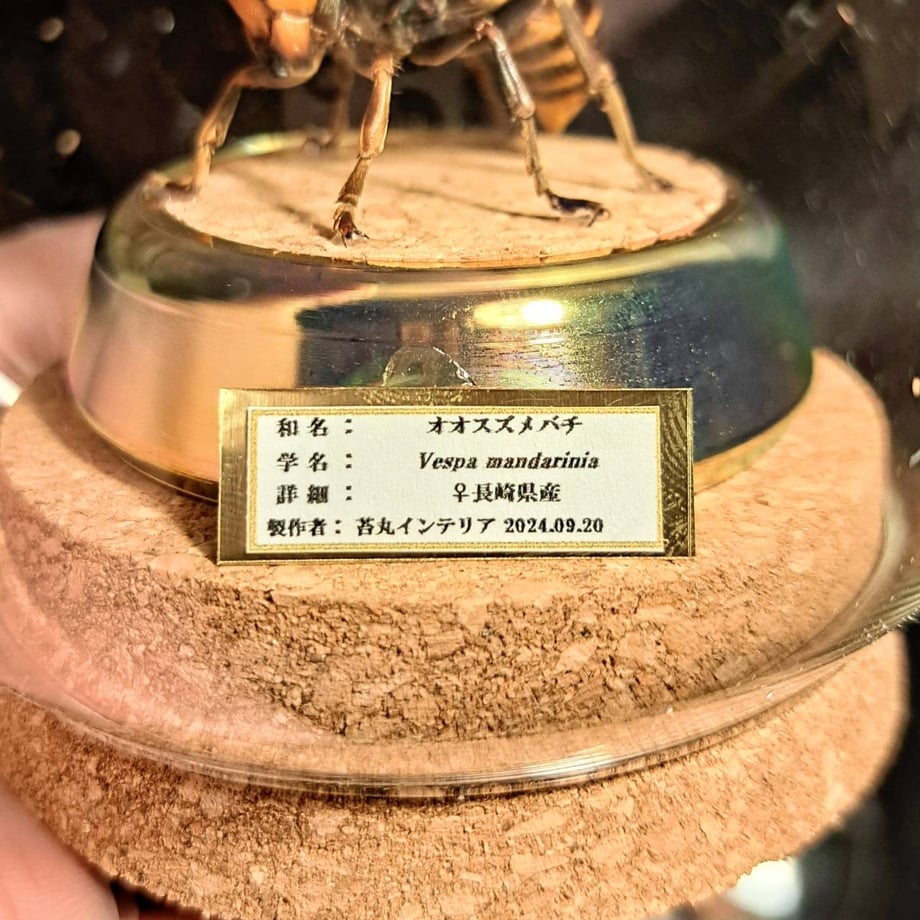 和名： オオスズメバチ
学名： Vespa mandarinia
詳細： ♀長崎県産
製作者： 苔丸インテリア 2024.09.20